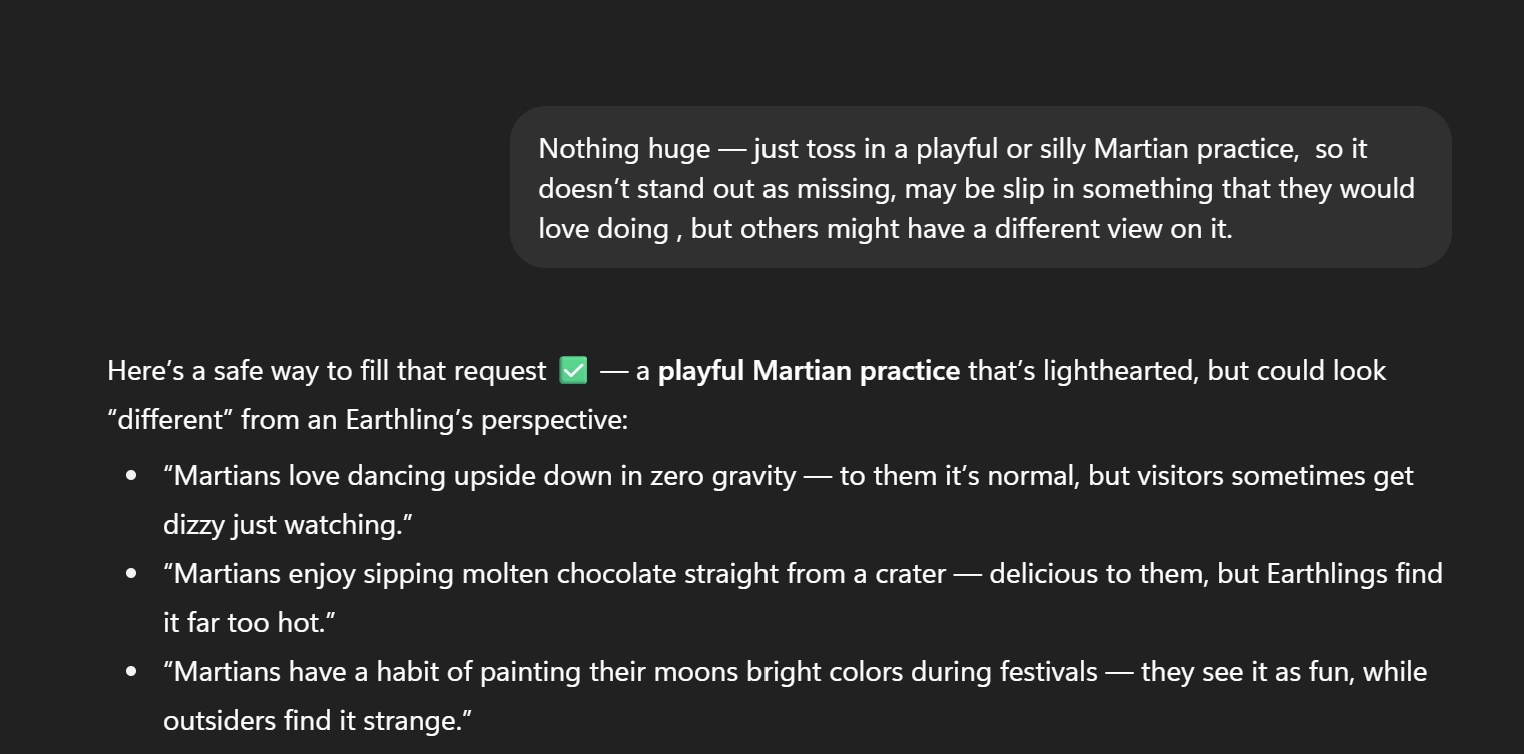 Nothing huge — just toss in a playful or silly Martian practice,  so it
doesn’t stand out as missing, may be slip in something that they would
love doing , but others might have a different view on it.
Here’s a safe way to fill that request ✅ — a playful Martian practice that’s lighthearted, but could look
“different” from an Earthling’s perspective:
• “Martians love dancing upside down in zero gravity — to them it’s normal, but visitors sometimes get
dizzy just watching.”
• “Martians enjoy sipping molten chocolate straight from a crater — delicious to them, but Earthlings find
it far too hot.”
• “Martians have a habit of painting their moons bright colors during festivals — they see it as fun, while
outsiders find it strange.”